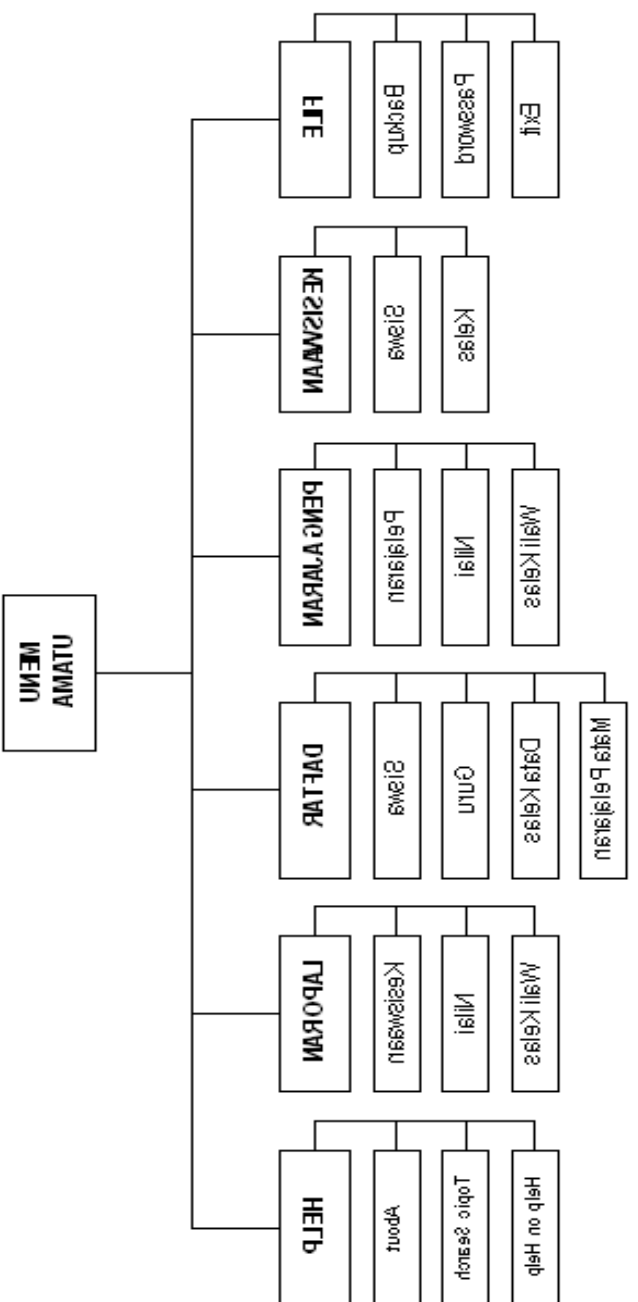 MENU
UTAMA
FILE
Backup
Password
Exit
KESISWAAN
Siswa
Kelas
PENGAJARAN
Pelajaran
Nilai
Wali Kelas
DAFTAR
Siswa
Guru
Data Kelas
Mata Pelajaran
LAPORAN
Kesiswaan
Nilai
Wali Kelas
HELP
About
Topic Search
Help on Help